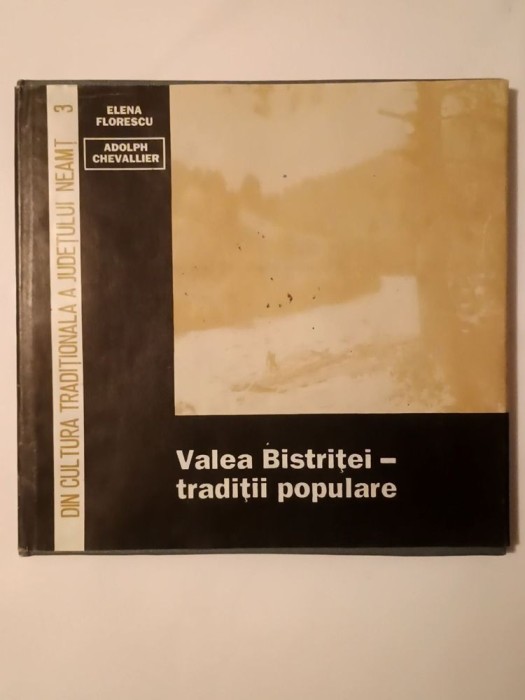 DIN CULTURA TRADIȚIONALĂ A JUDEȚULUI NEAMȚ 3
ELENA
FLORESCU
ADOLPH
CHEVALLIER
Valea Bistriței –
tradiții populare